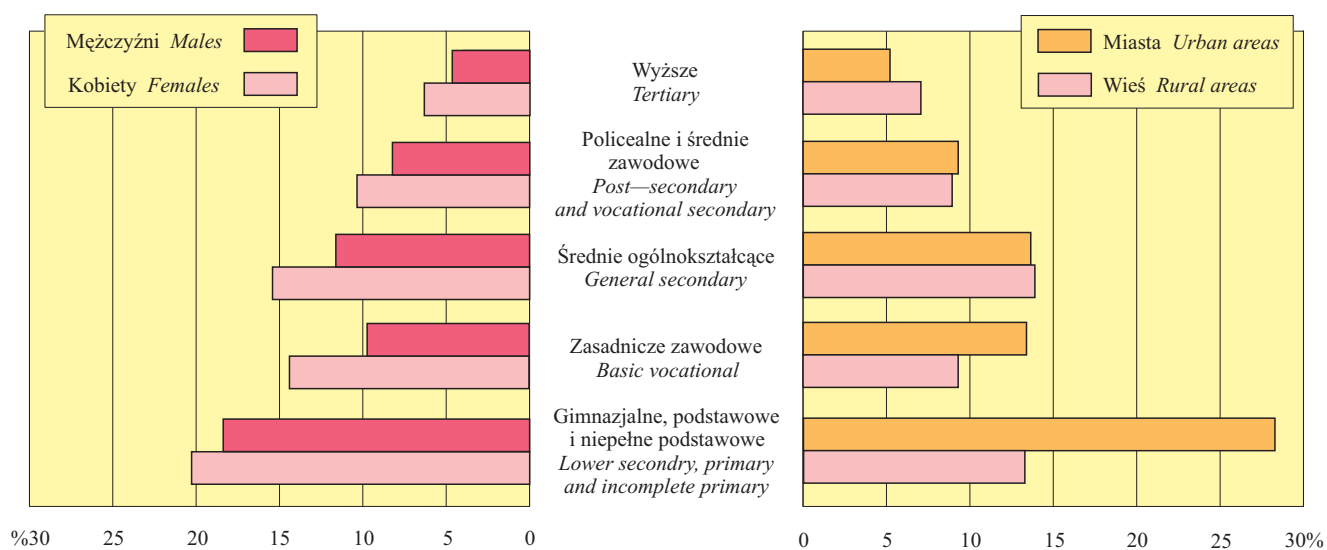 Mężczyźni Males
Kobiety Females
Miasta Urban areas
Wieś Rural areas
Wyższe
Tertiary
Policealne i średnie
zawodowe
Post—secondary
and vocational secondary
Średnie ogólnokształcące
General secondary
Zasadnicze zawodowe
Basic vocational
Gimnazjalne, podstawowe
i niepełne podstawowe
Lower secondry, primary
and incomplete primary
%30 25 20 15 10 5 0
0 5 10 15 20 25 30%